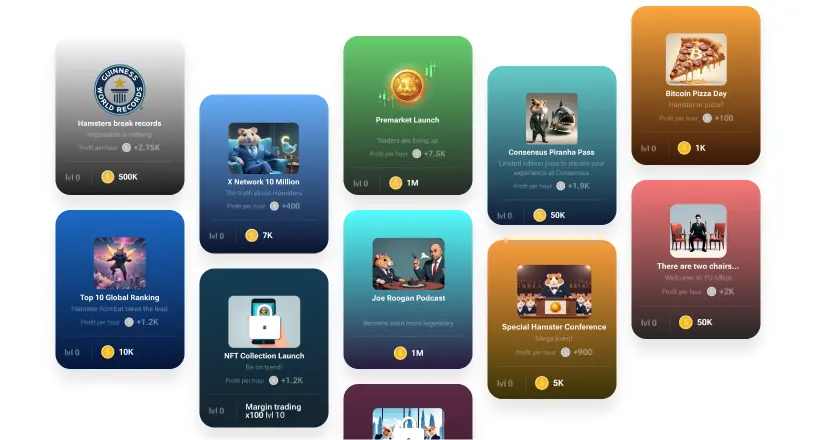 GUINNESS
WORLD RECORDS
Hamsters break records
Impossible is nothing
Profit per hour +2,75K
lvl 0 500K
Top 10 Global Ranking
Hamster Kombat takes the lead
Profit per hour +1.2K
lvl 0 10K
X Network 10 Million
The truth about Hamsters
Profit per hour +400
lvl 0 7K
NFT Collection Launch
Be on trend!
Profit per hour +1.2K
lvl 0 Margin trading
x100 lvl 10
Premarket Launch
Traders are lining up
Profit per hour +7.5K
lvl 0 1M
Joe Roogan Podcast
Become even more legendary
1M
Consensus Piranha Pass
Limited edition pass to elevate your
experience at Consensus
Profit per hour +1.9K
lvl 0 50K
Special Hamster Conference
Mega Event
Profit per hour +900
lvl 0 5K
Bitcoin Pizza Day
Hamster or pizza?
Profit per hour +100
lvl 0 1K
There are two chairs...
Welcome in TG office
Profit per hour +2K
lvl 0 50K